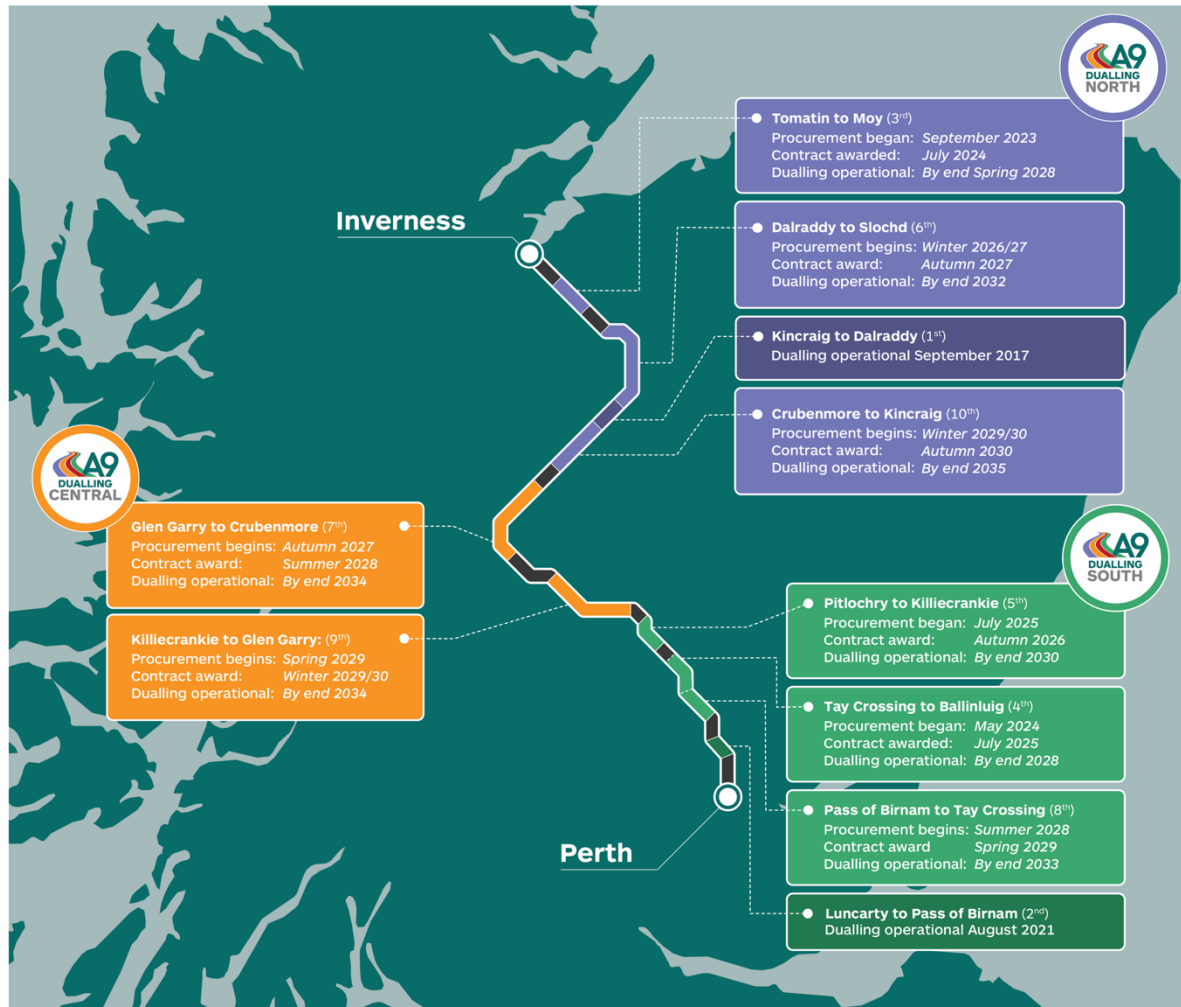 A9
DUALLING
NORTH
Tomatin to Moy (3rd)
Procurement began: September 2023
Contract awarded: July 2024
Dualling operational: By end Spring 2028
Dalraddy to Slochd (6th)
Procurement begins: Winter 2026/27
Contract award: Autumn 2027
Dualling operational: By end 2032
Inverness
Kincraig to Dalraddy (1st)
Dualling operational September 2017
Crubenmore to Kincraig (10th)
Procurement begins: Winter 2029/30
Contract award: Autumn 2030
Dualling operational: By end 2035
A9
DUALLING
CENTRAL
Glen Garry to Crubenmore (7th)
Procurement begins: Autumn 2027
Contract award: Summer 2028
Dualling operational: By end 2034
Killiecrankie to Glen Garry: (9th)
Procurement begins: Spring 2029
Contract award: Winter 2029/30
Dualling operational: By end 2034
A9
DUALLING
SOUTH
Pitlochry to Killiecrankie (5th)
Procurement began: July 2025
Contract award: Autumn 2026
Dualling operational: By end 2030
Tay Crossing to Ballinluig (4th)
Procurement began: May 2024
Contract awarded: July 2025
Dualling operational: By end 2028
Pass of Birnam to Tay Crossing (8th)
Procurement begins: Summer 2028
Contract award Spring 2029
Dualling operational: By end 2033
Perth
Luncarty to Pass of Birnam (2nd)
Dualling operational August 2021